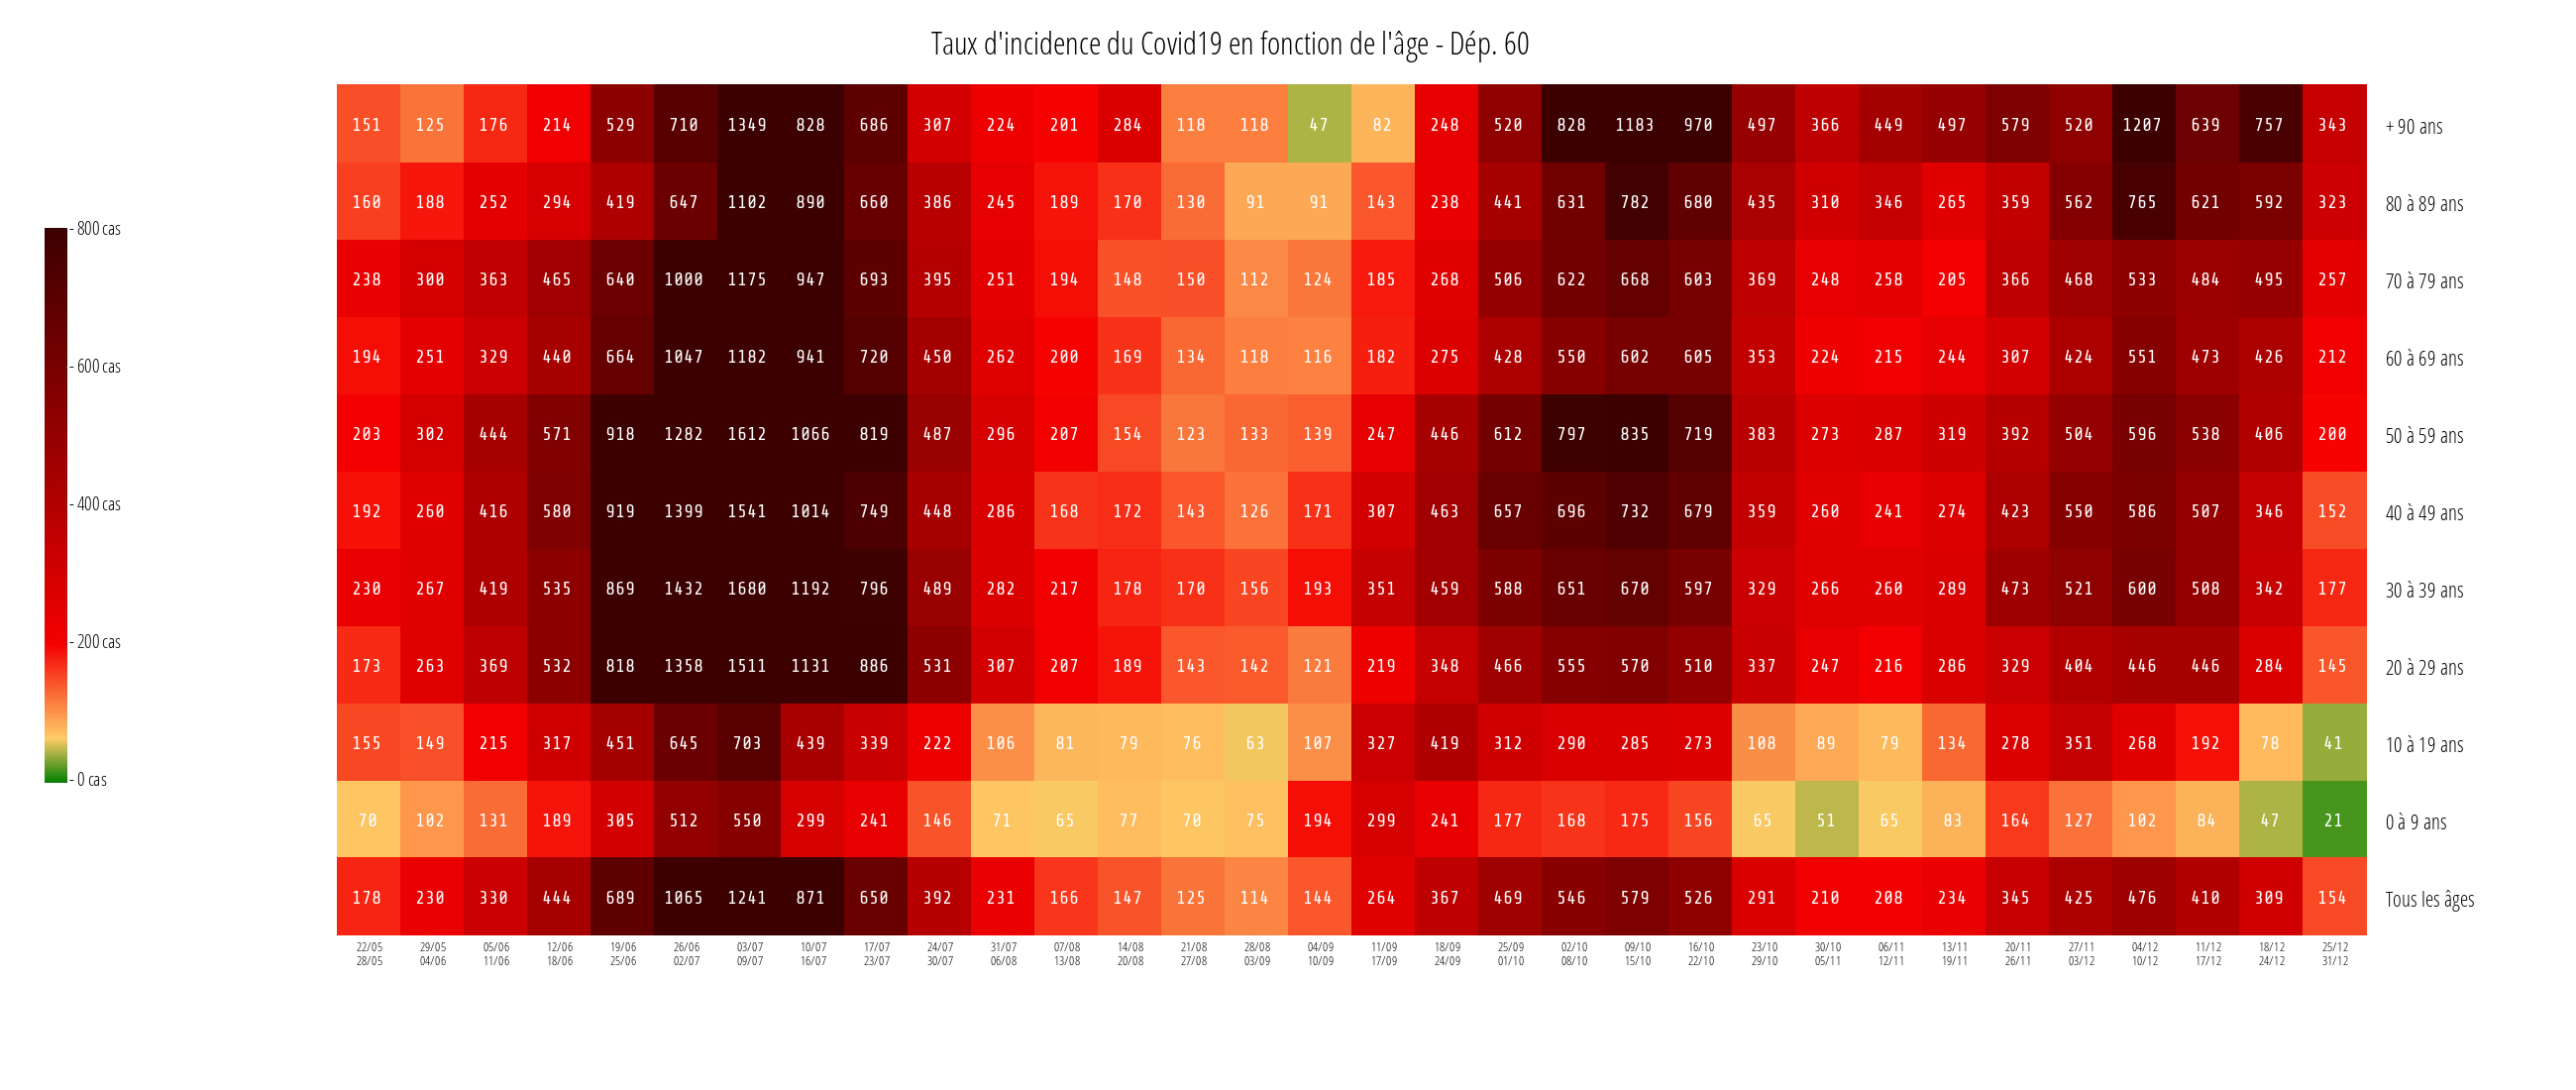 Taux d'incidence du Covid19 en fonction de l'âge - Dép. 60
- 800 cas
- 600 cas
- 400 cas
- 200 cas
- 0 cas
151 125 176 214 529 710 1349 828 686 307 224 201 284 118 118 47 82 248 520 828 1183 970 497 366 449 497 579 520 1207 639 757 343 + 90 ans
160 188 252 294 419 647 1102 890 660 386 245 189 170 130 91 91 143 238 441 631 782 680 435 310 346 265 359 562 765 621 592 323 80 à 89 ans
238 300 363 465 640 1000 1175 947 693 395 251 194 148 150 112 124 185 268 506 622 668 603 369 248 258 205 366 468 533 484 495 257 70 à 79 ans
194 251 329 440 664 1047 1182 941 720 450 262 200 169 134 118 116 182 275 428 550 602 605 353 224 215 244 307 424 551 473 426 212 60 à 69 ans
203 302 444 571 918 1282 1612 1066 819 487 296 207 154 123 133 139 247 446 612 797 835 719 383 273 287 319 392 504 596 538 406 200 50 à 59 ans
192 260 416 580 919 1399 1541 1014 749 448 286 168 172 143 126 171 307 463 657 696 732 679 359 260 241 274 423 550 586 507 346 152 40 à 49 ans
230 267 419 535 869 1432 1680 1192 796 489 282 217 178 170 156 193 351 459 588 651 670 597 329 266 260 289 473 521 600 508 342 177 30 à 39 ans
173 263 369 532 818 1358 1511 1131 886 531 307 207 189 143 142 121 219 348 466 555 570 510 337 247 216 286 329 404 446 446 284 145 20 à 29 ans
155 149 215 317 451 645 703 439 339 222 106 81 79 76 63 107 327 419 312 290 285 273 108 89 79 134 278 351 268 192 78 41 10 à 19 ans
70 102 131 189 305 512 550 299 241 146 71 65 77 70 75 194 299 241 177 168 175 156 65 51 65 83 164 127 102 84 47 21 0 à 9 ans
178 230 330 444 689 1065 1241 871 650 392 231 166 147 125 114 144 264 367 469 546 579 526 291 210 208 234 345 425 476 410 309 154 Tous les âges
22/05 29/05 05/06 12/06 19/06 26/06 03/07 10/07 17/07 24/07 31/07 07/08 14/08 21/08 28/08 04/09 11/09 18/09 25/09 02/10 09/10 16/10 23/10 30/10 06/11 13/11 20/11 27/11 04/12 11/12 18/12 25/12
28/05 04/06 11/06 18/06 25/06 02/07 09/07 16/07 23/07 30/07 06/08 13/08 20/08 27/08 03/09 10/09 17/09 24/09 01/10 08/10 15/10 22/10 29/10 05/11 12/11 19/11 26/11 03/12 10/12 17/12 24/12 31/12